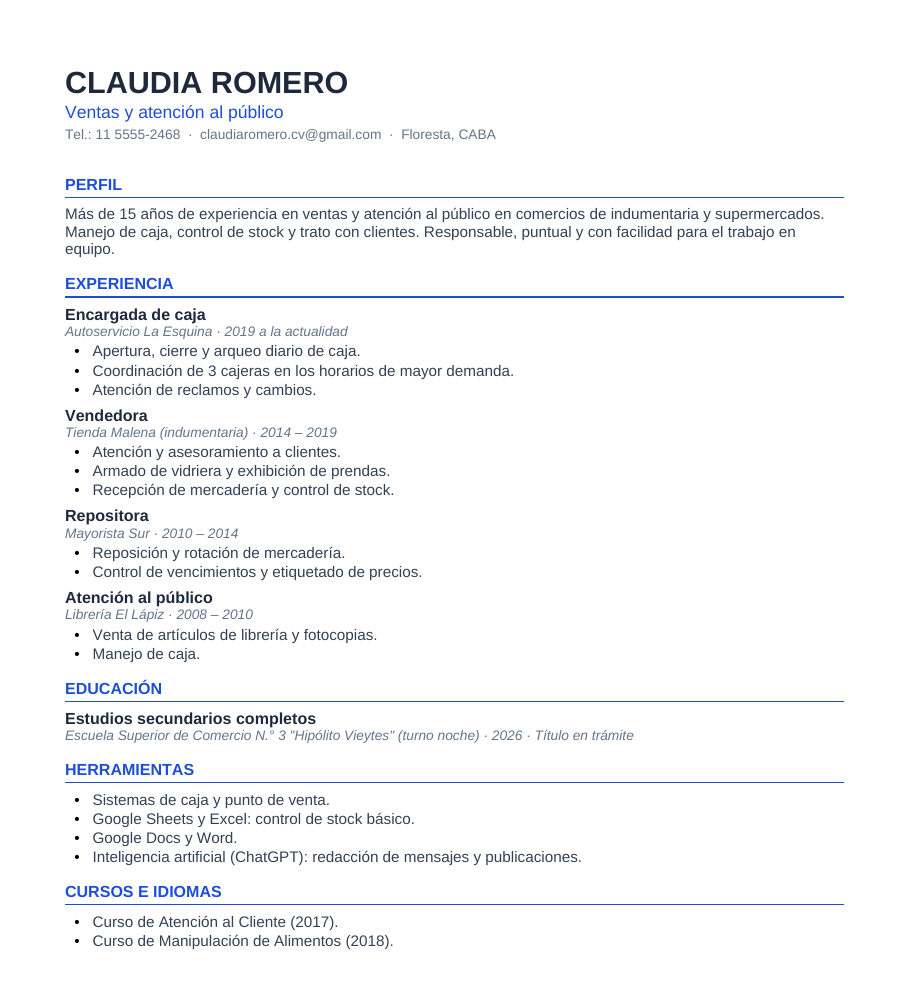 CLAUDIA ROMERO
Ventas y atención al público
Tel.: 11 5555-2468 · claudiaromero.cv@gmail.com · Floresta, CABA
PERFIL
Más de 15 años de experiencia en ventas y atención al público en comercios de indumentaria y supermercados.
Manejo de caja, control de stock y trato con clientes. Responsable, puntual y con facilidad para el trabajo en
equipo.
EXPERIENCIA
Encargada de caja
Autoservicio La Esquina · 2019 a la actualidad
• Apertura, cierre y arqueo diario de caja.
• Coordinación de 3 cajeras en los horarios de mayor demanda.
• Atención de reclamos y cambios.
Vendedora
Tienda Malena (indumentaria) · 2014 – 2019
• Atención y asesoramiento a clientes.
• Armado de vidriera y exhibición de prendas.
• Recepción de mercadería y control de stock.
Repositora
Mayorista Sur · 2010 – 2014
• Reposición y rotación de mercadería.
• Control de vencimientos y etiquetado de precios.
Atención al público
Librería El Lápiz · 2008 – 2010
• Venta de artículos de librería y fotocopias.
• Manejo de caja.
EDUCACIÓN
Estudios secundarios completos
Escuela Superior de Comercio N.° 3 "Hipólito Vieytes" (turno noche) · 2026 · Título en trámite
HERRAMIENTAS
• Sistemas de caja y punto de venta.
• Google Sheets y Excel: control de stock básico.
• Google Docs y Word.
• Inteligencia artificial (ChatGPT): redacción de mensajes y publicaciones.
CURSOS E IDIOMAS
• Curso de Atención al Cliente (2017).
• Curso de Manipulación de Alimentos (2018).